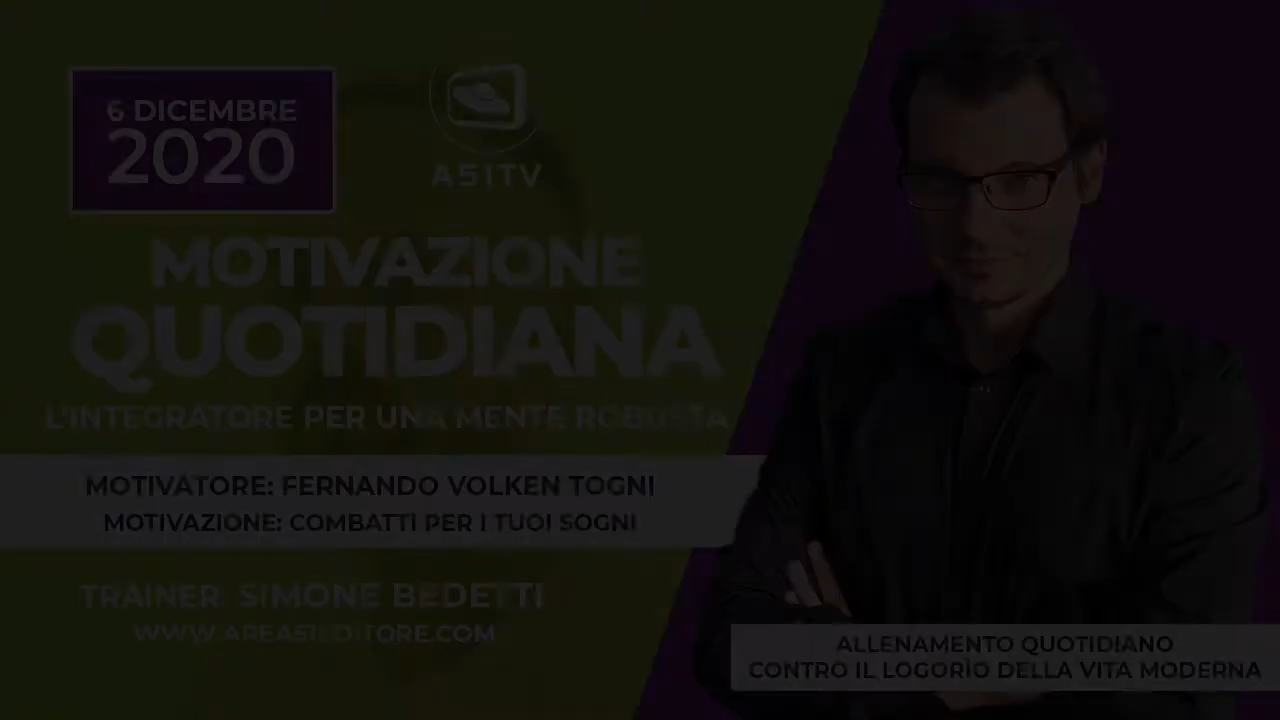 6 DICEMBRE
2020
A51TV
MOTIVAZIONE
QUOTIDIANA
L'INTEGRATORE PER UNA MENTE ROBUSTA
MOTIVATORE: FERNANDO VOLKEN TOGNI
MOTIVAZIONE: COMBATTI PER I TUOI SOGNI
TRAINER: SIMONE BEDETTI
WWW.AREA51EDITORE.COM
ALLENAMENTO QUOTIDIANO
CONTRO IL LOGORIO DELLA VITA MODERNA